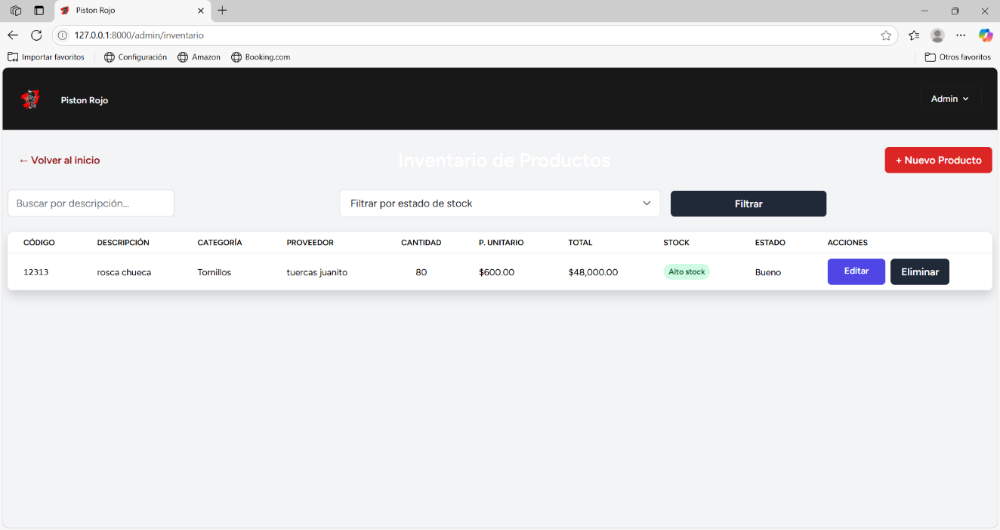 Piston Rojo
127.0.0.1:8000/admin/inventario
Importar favoritos Configuración Amazon Booking.com Otros favoritos
Piston Rojo Admin
← Volver al inicio Inventario de Productos + Nuevo Producto
Buscar por descripción... Filtrar por estado de stock Filtrar
CÓDIGO DESCRIPCIÓN CATEGORÍA PROVEEDOR CANTIDAD P. UNITARIO TOTAL STOCK ESTADO ACCIONES
12313 rosca chueca Tornillos tuercas juanito 80 $600.00 $48,000.00 Alto stock Bueno Editar Eliminar